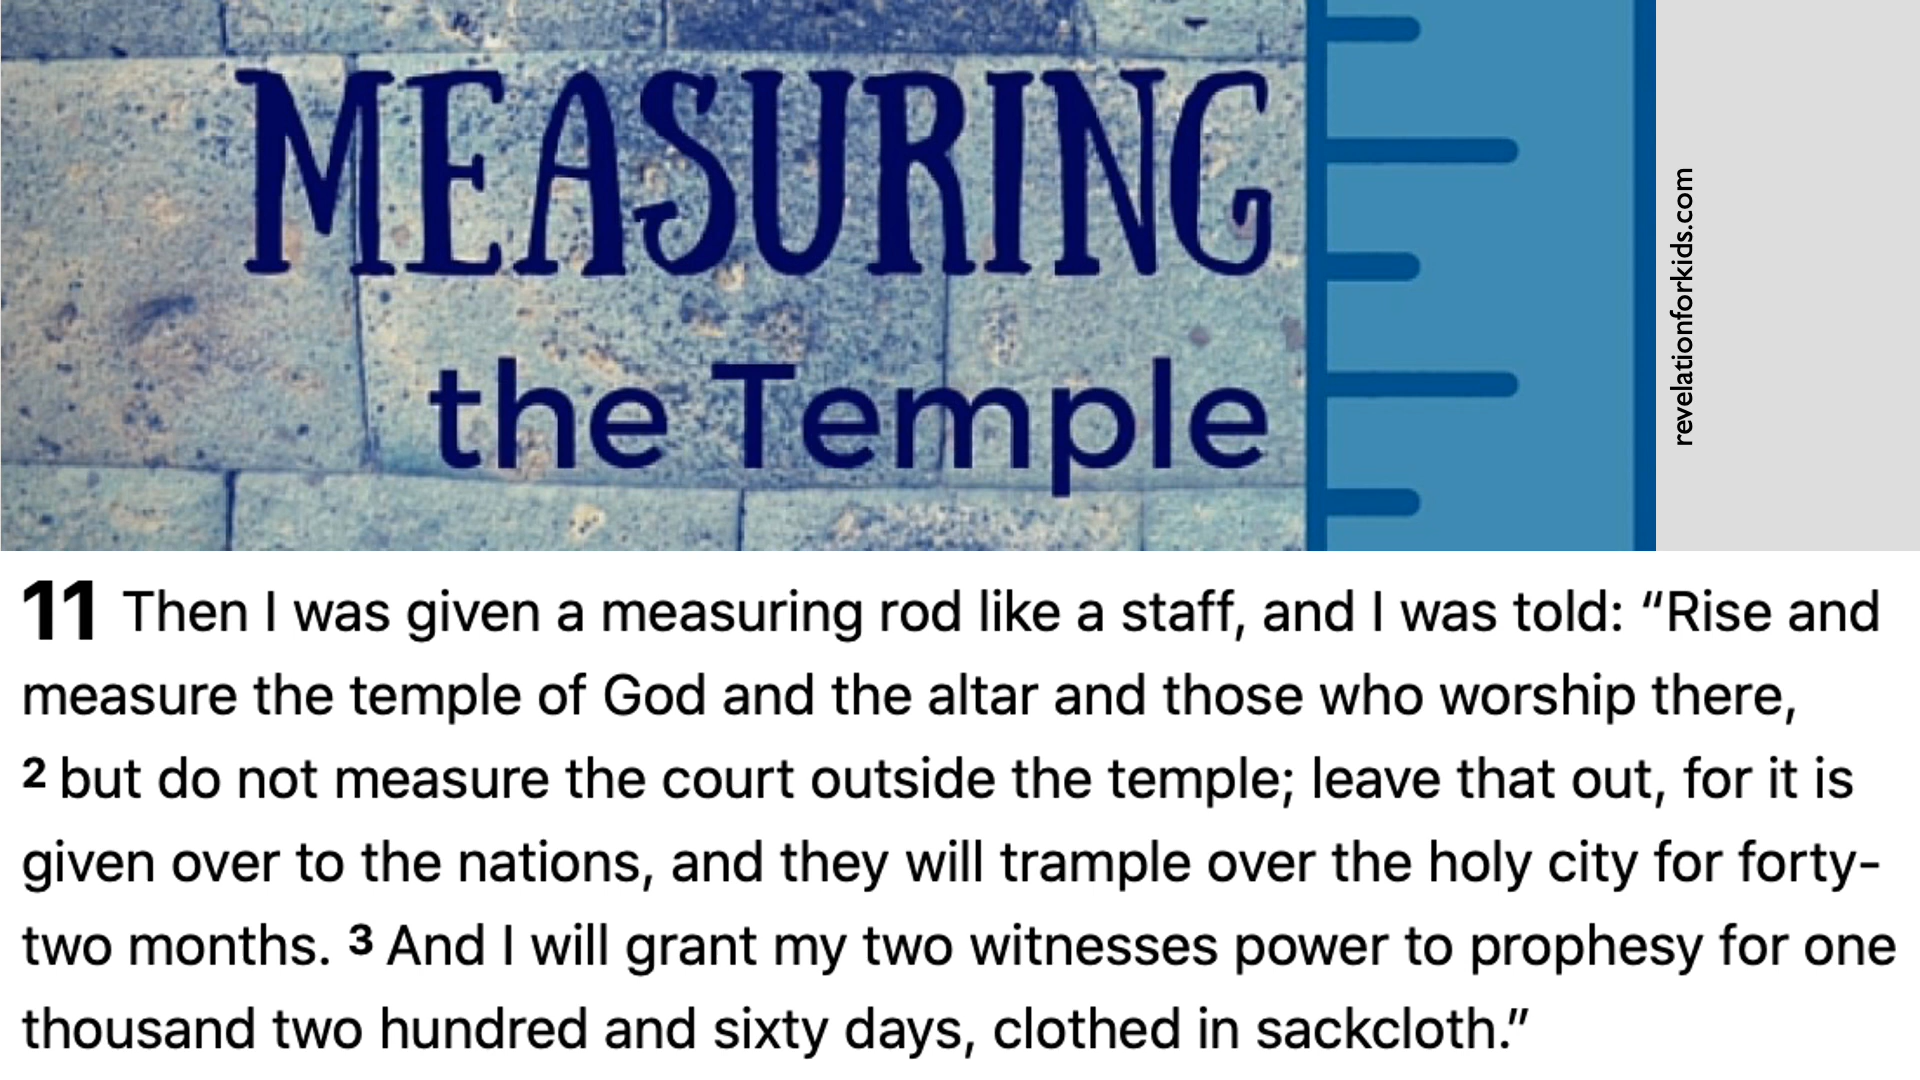 MEASURING
the Temple
revelationforkids.com
11 Then I was given a measuring rod like a staff, and I was told: “Rise and
measure the temple of God and the altar and those who worship there,
2 but do not measure the court outside the temple; leave that out, for it is
given over to the nations, and they will trample over the holy city for forty-
two months. 3 And I will grant my two witnesses power to prophesy for one
thousand two hundred and sixty days, clothed in sackcloth.”